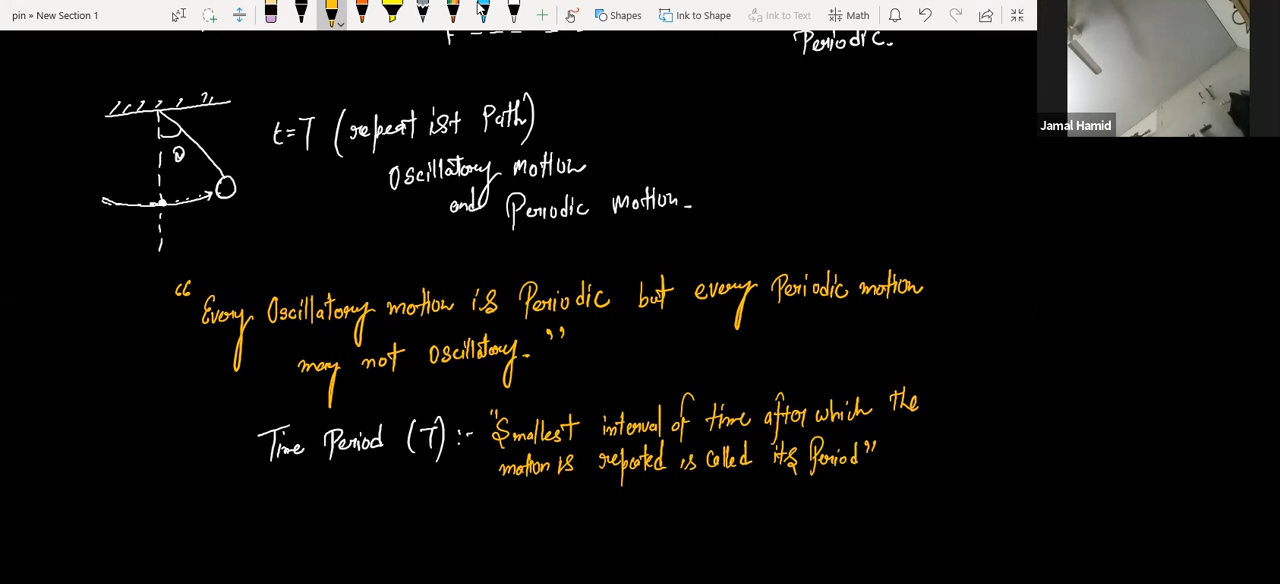 pin » New Section 1
Shapes
Ink to Shape
Ink to Text
Math
Periodic.
Jamal Hamid
t=T (repeat ist Path)
θ
Oscillatory motion
and Periodic motion.
“ Every Oscillatory motion is Periodic but every Periodic motion
may not oscillatory. ”
Time Period (T) :- "Smallest interval of time after which the
motion is repeated is called its Period"